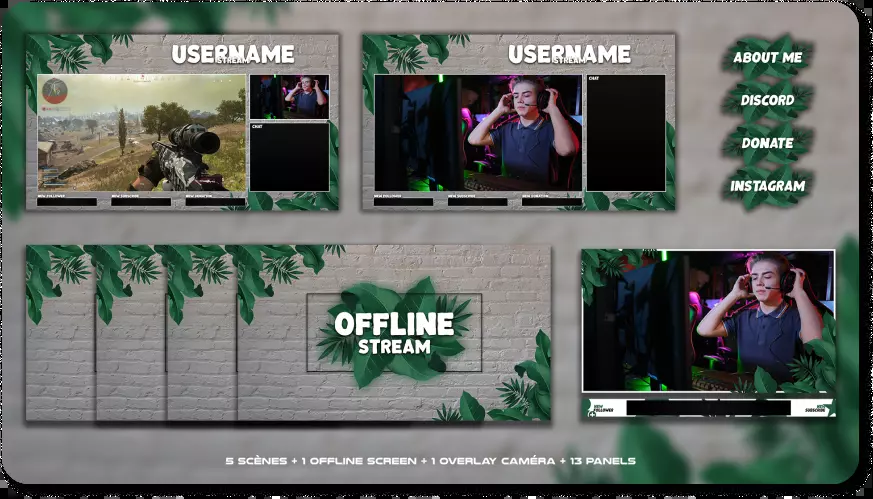 USERNAME
STREAM
CHAT
NEW FOLLOWER
NEW SUBSCRIBE
NEW DONATION
USERNAME
STREAM
CHAT
NEW FOLLOWER
NEW SUBSCRIBE
NEW DONATION
ABOUT ME
DISCORD
DONATE
INSTAGRAM
OFFLINE
STREAM
NEW
FOLLOWER
NEW
SUBSCRIBE
5 SCÈNES + 1 OFFLINE SCREEN + 1 OVERLAY CAMÉRA + 13 PANELS